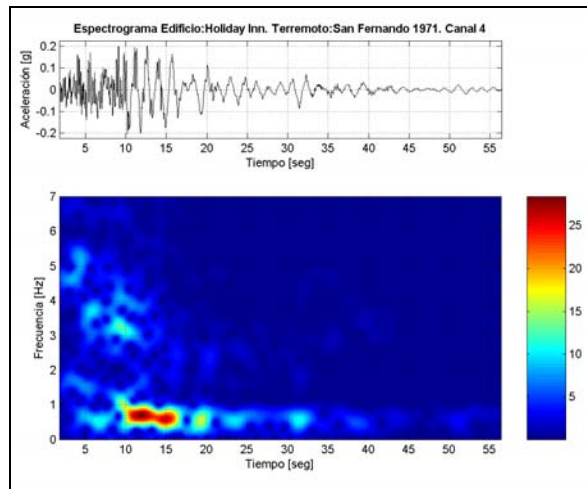 Espectrograma Edificio:Holiday Inn. Terremoto:San Fernando 1971. Canal 4
Aceleración [g]
0.2
0.1
0
-0.1
-0.2
5 10 15 20 25 30 35 40 45 50 55
Tiempo [seg]
Frecuencia [Hz]
7
6
5
4
3
2
1
0
5 10 15 20 25 30 35 40 45 50 55
Tiempo [seg]
25
20
15
10
5